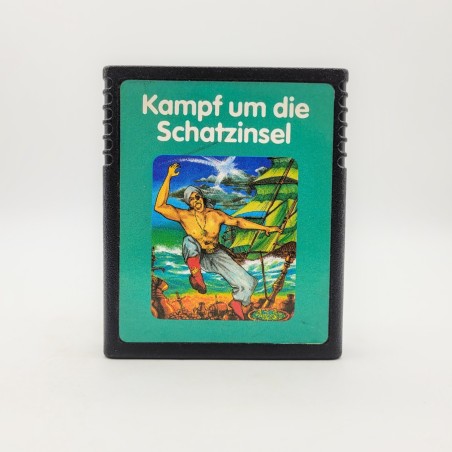 Kampf um die
Schatzinsel